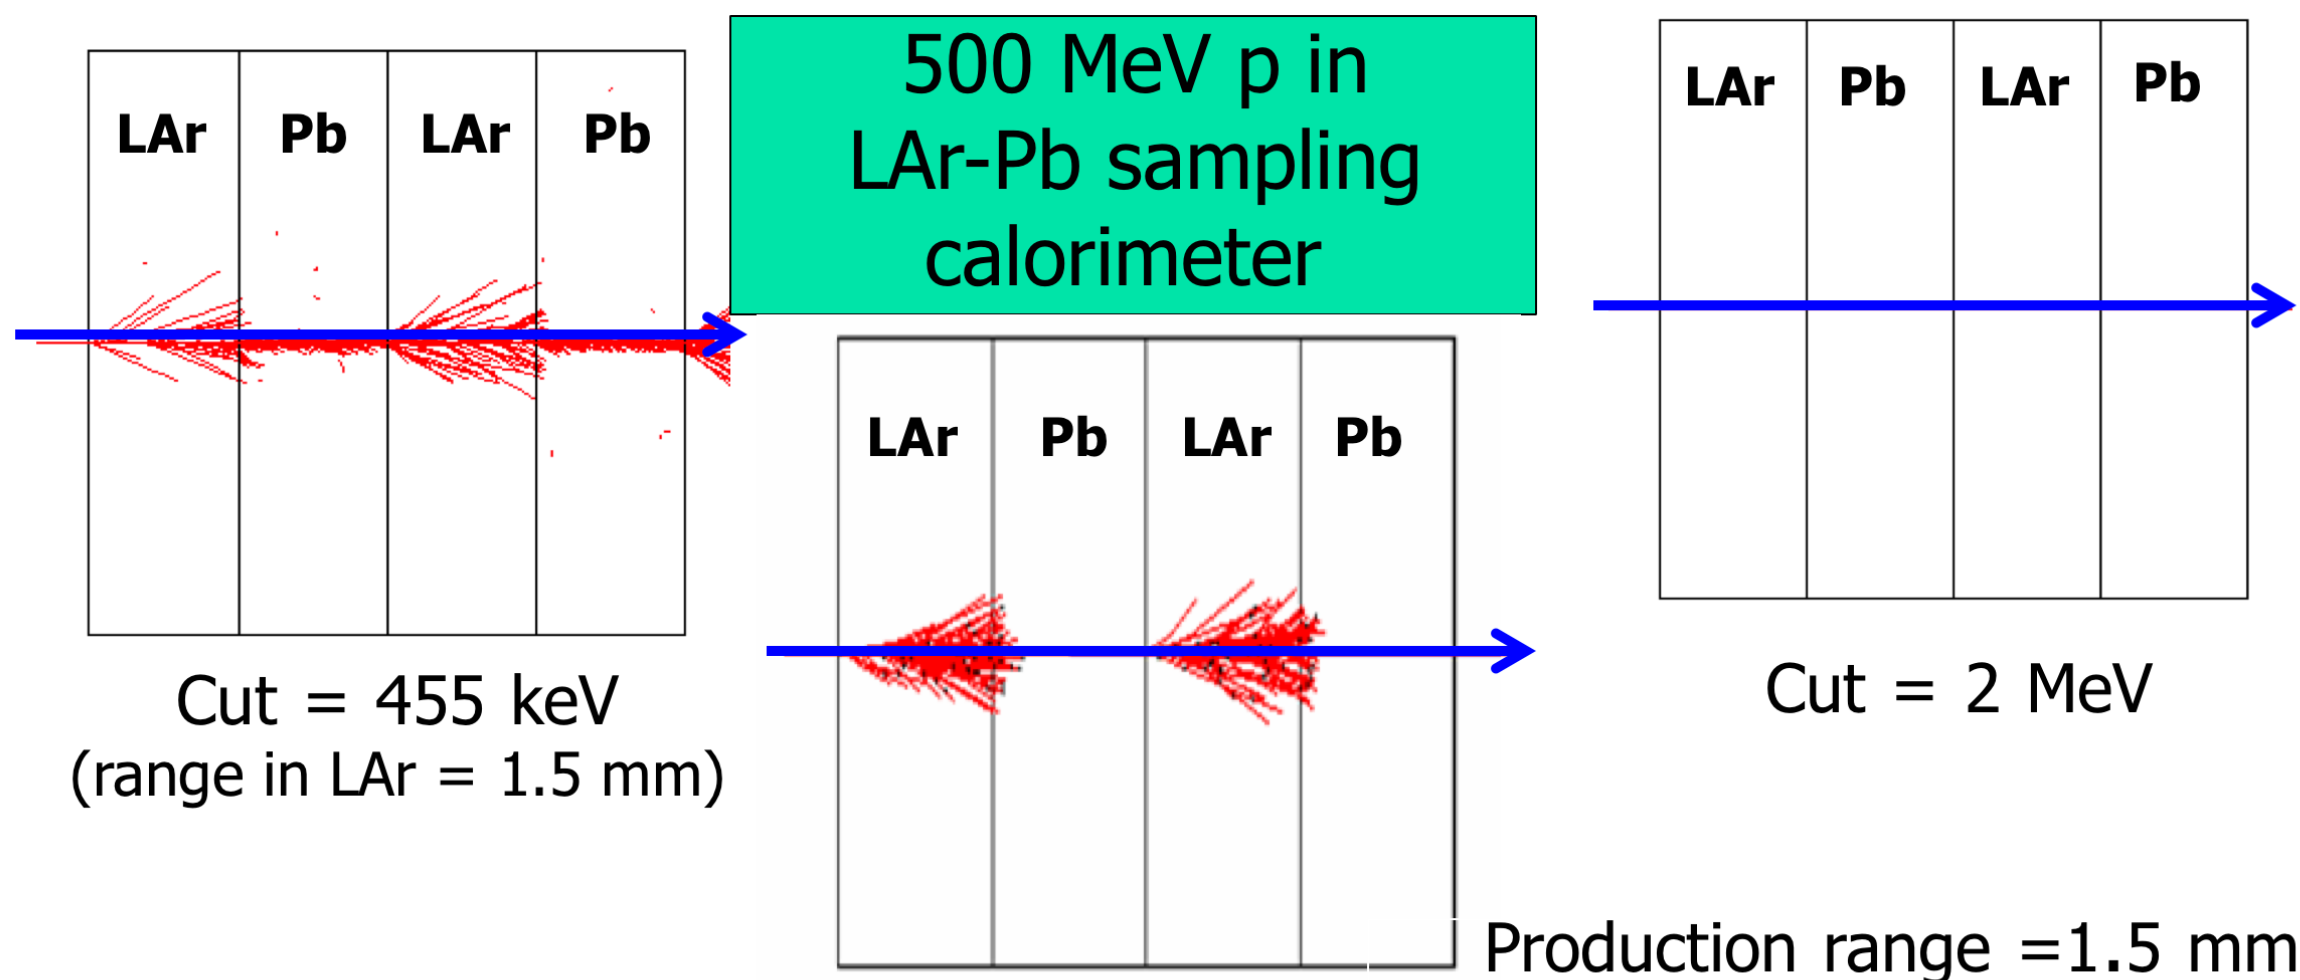 LAr Pb LAr Pb
500 MeV p in
LAr-Pb sampling
calorimeter
LAr Pb LAr Pb
Cut = 455 keV
(range in LAr = 1.5 mm)
LAr Pb LAr Pb
Cut = 2 MeV
Production range =1.5 mm